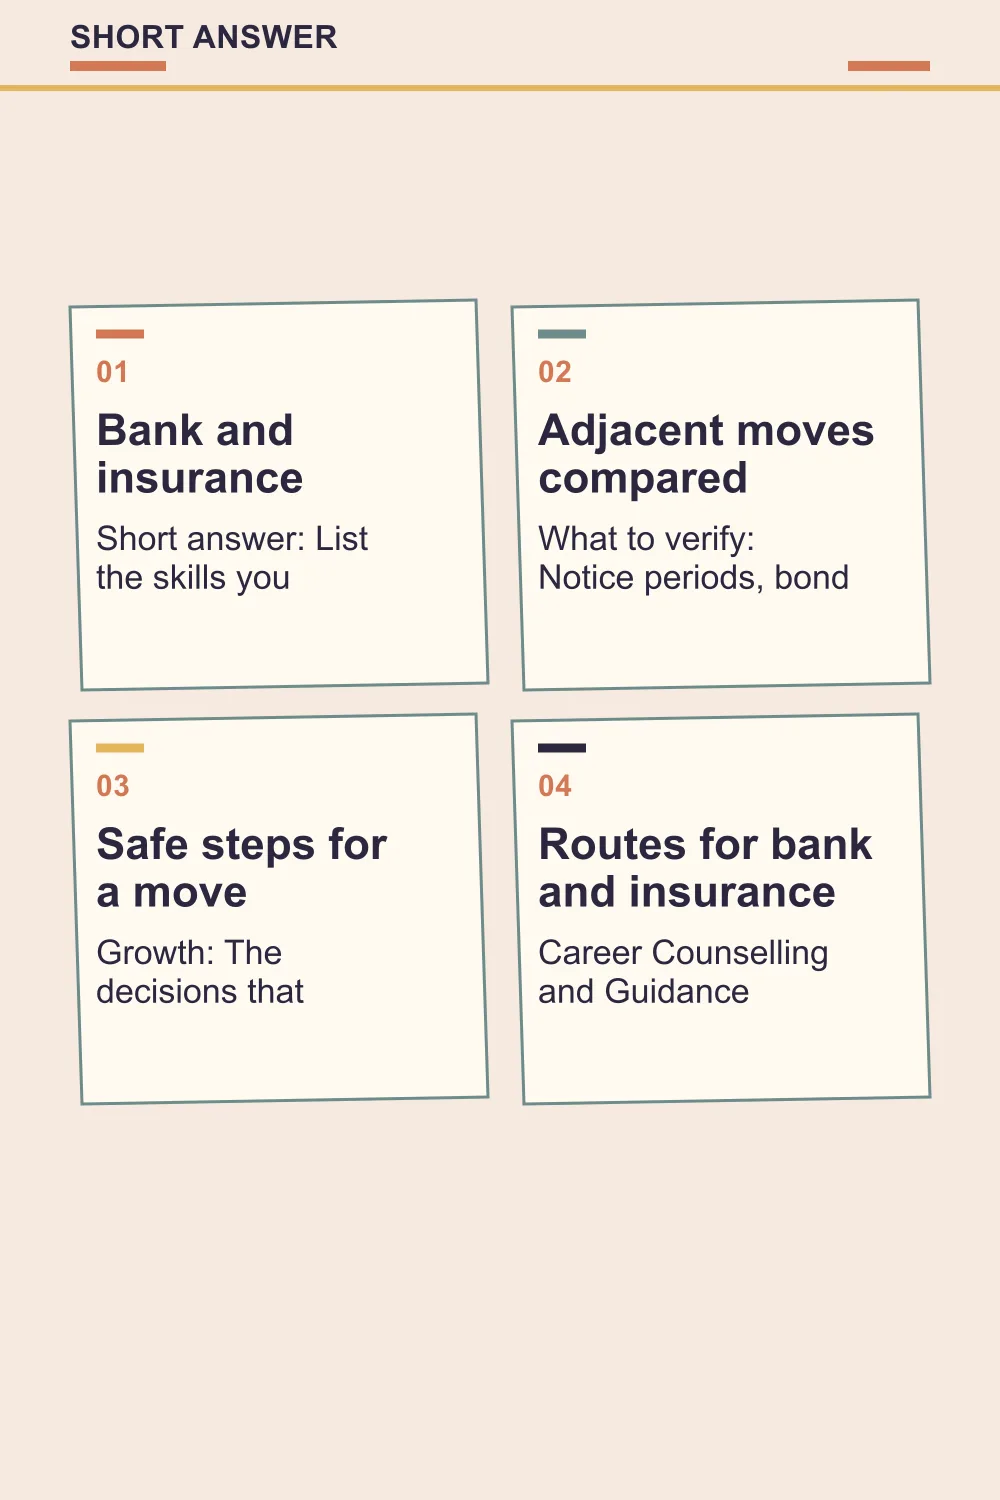 SHORT ANSWER
01
Bank and
insurance
Short answer: List
the skills you
02
Adjacent moves
compared
What to verify:
Notice periods, bond
03
Safe steps for
a move
Growth: The
decisions that
04
Routes for bank
and insurance
Career Counselling
and Guidance